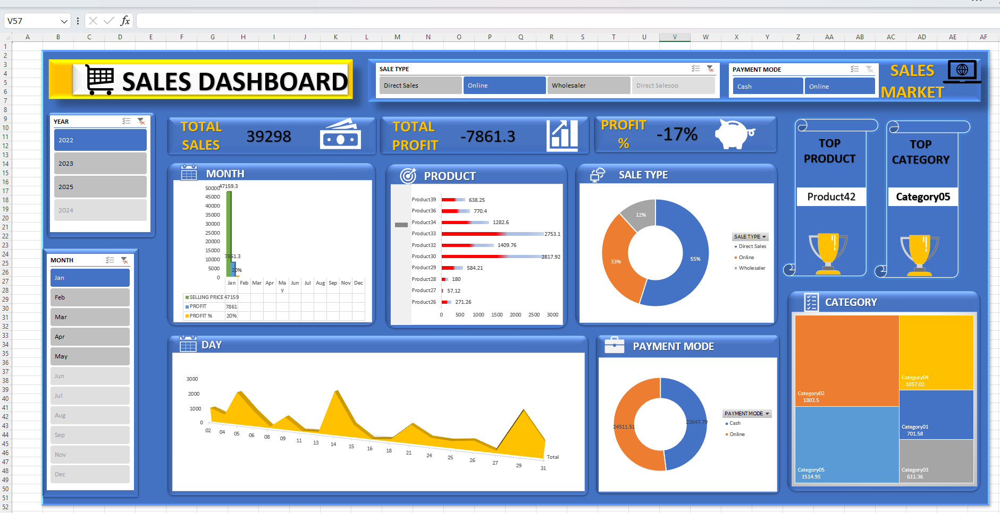 V57
fx
A B C D E F G H I J K L M N O P Q R S T U V W X Y Z AA AB AC AD AE AF
1
2
3
4
5
6
7
8
9
10
11
12
13
14
15
16
17
18
19
20
21
22
23
24
25
26
27
28
29
30
31
32
33
34
35
36
37
38
39
40
41
42
43
44
45
46
47
48
49
50
51
52
SALES DASHBOARD
SALE TYPE
Direct Sales Online Wholesaler Direct Salesoo
PAYMENT MODE
Cash Online
SALES
MARKET
YEAR
2022
2023
2025
2024
TOTAL
SALES
39298
TOTAL
PROFIT
-7861.3
PROFIT
%
-17%
TOP
PRODUCT
Product42
TOP
CATEGORY
Category05
MONTH
Jan
Feb
Mar
Apr
May
Jun
Jul
Aug
Sep
Oct
Nov
Dec
MONTH
50000
47159.3
45000
40000
35000
30000
25000
20000
15000
10000
5000
0
7861.3
20%
Jan Feb Mar Apr Ma
y
Jun Jul Aug Sep Oct Nov Dec
SELLING PRICE 47159
PROFIT 7861
PROFIT % 20%
PRODUCT
Product39 638.25
Product36 770.4
Product34 1282.6
Product33 2753.1
Product32 1409.76
Product30 2817.92
Product29 584.21
Product28 180
Product27 57.12
Product26 271.26
0 500 1000 1500 2000 2500 3000
SALE TYPE
12%
33%
55%
SALE TYPE
Direct Sales
Online
Wholesaler
DAY
3000
2000
1000
0
02 04 05 06 08 09 11 13 14 15 16 18 21 24 25 26 27 29 31
Total
PAYMENT MODE
24511.51
22647.79
PAYMENT MODE
Cash
Online
CATEGORY
Category02
1803.5
Category04
1057.02
Category01
701.58
Category05
1514.95
Category03
611.36